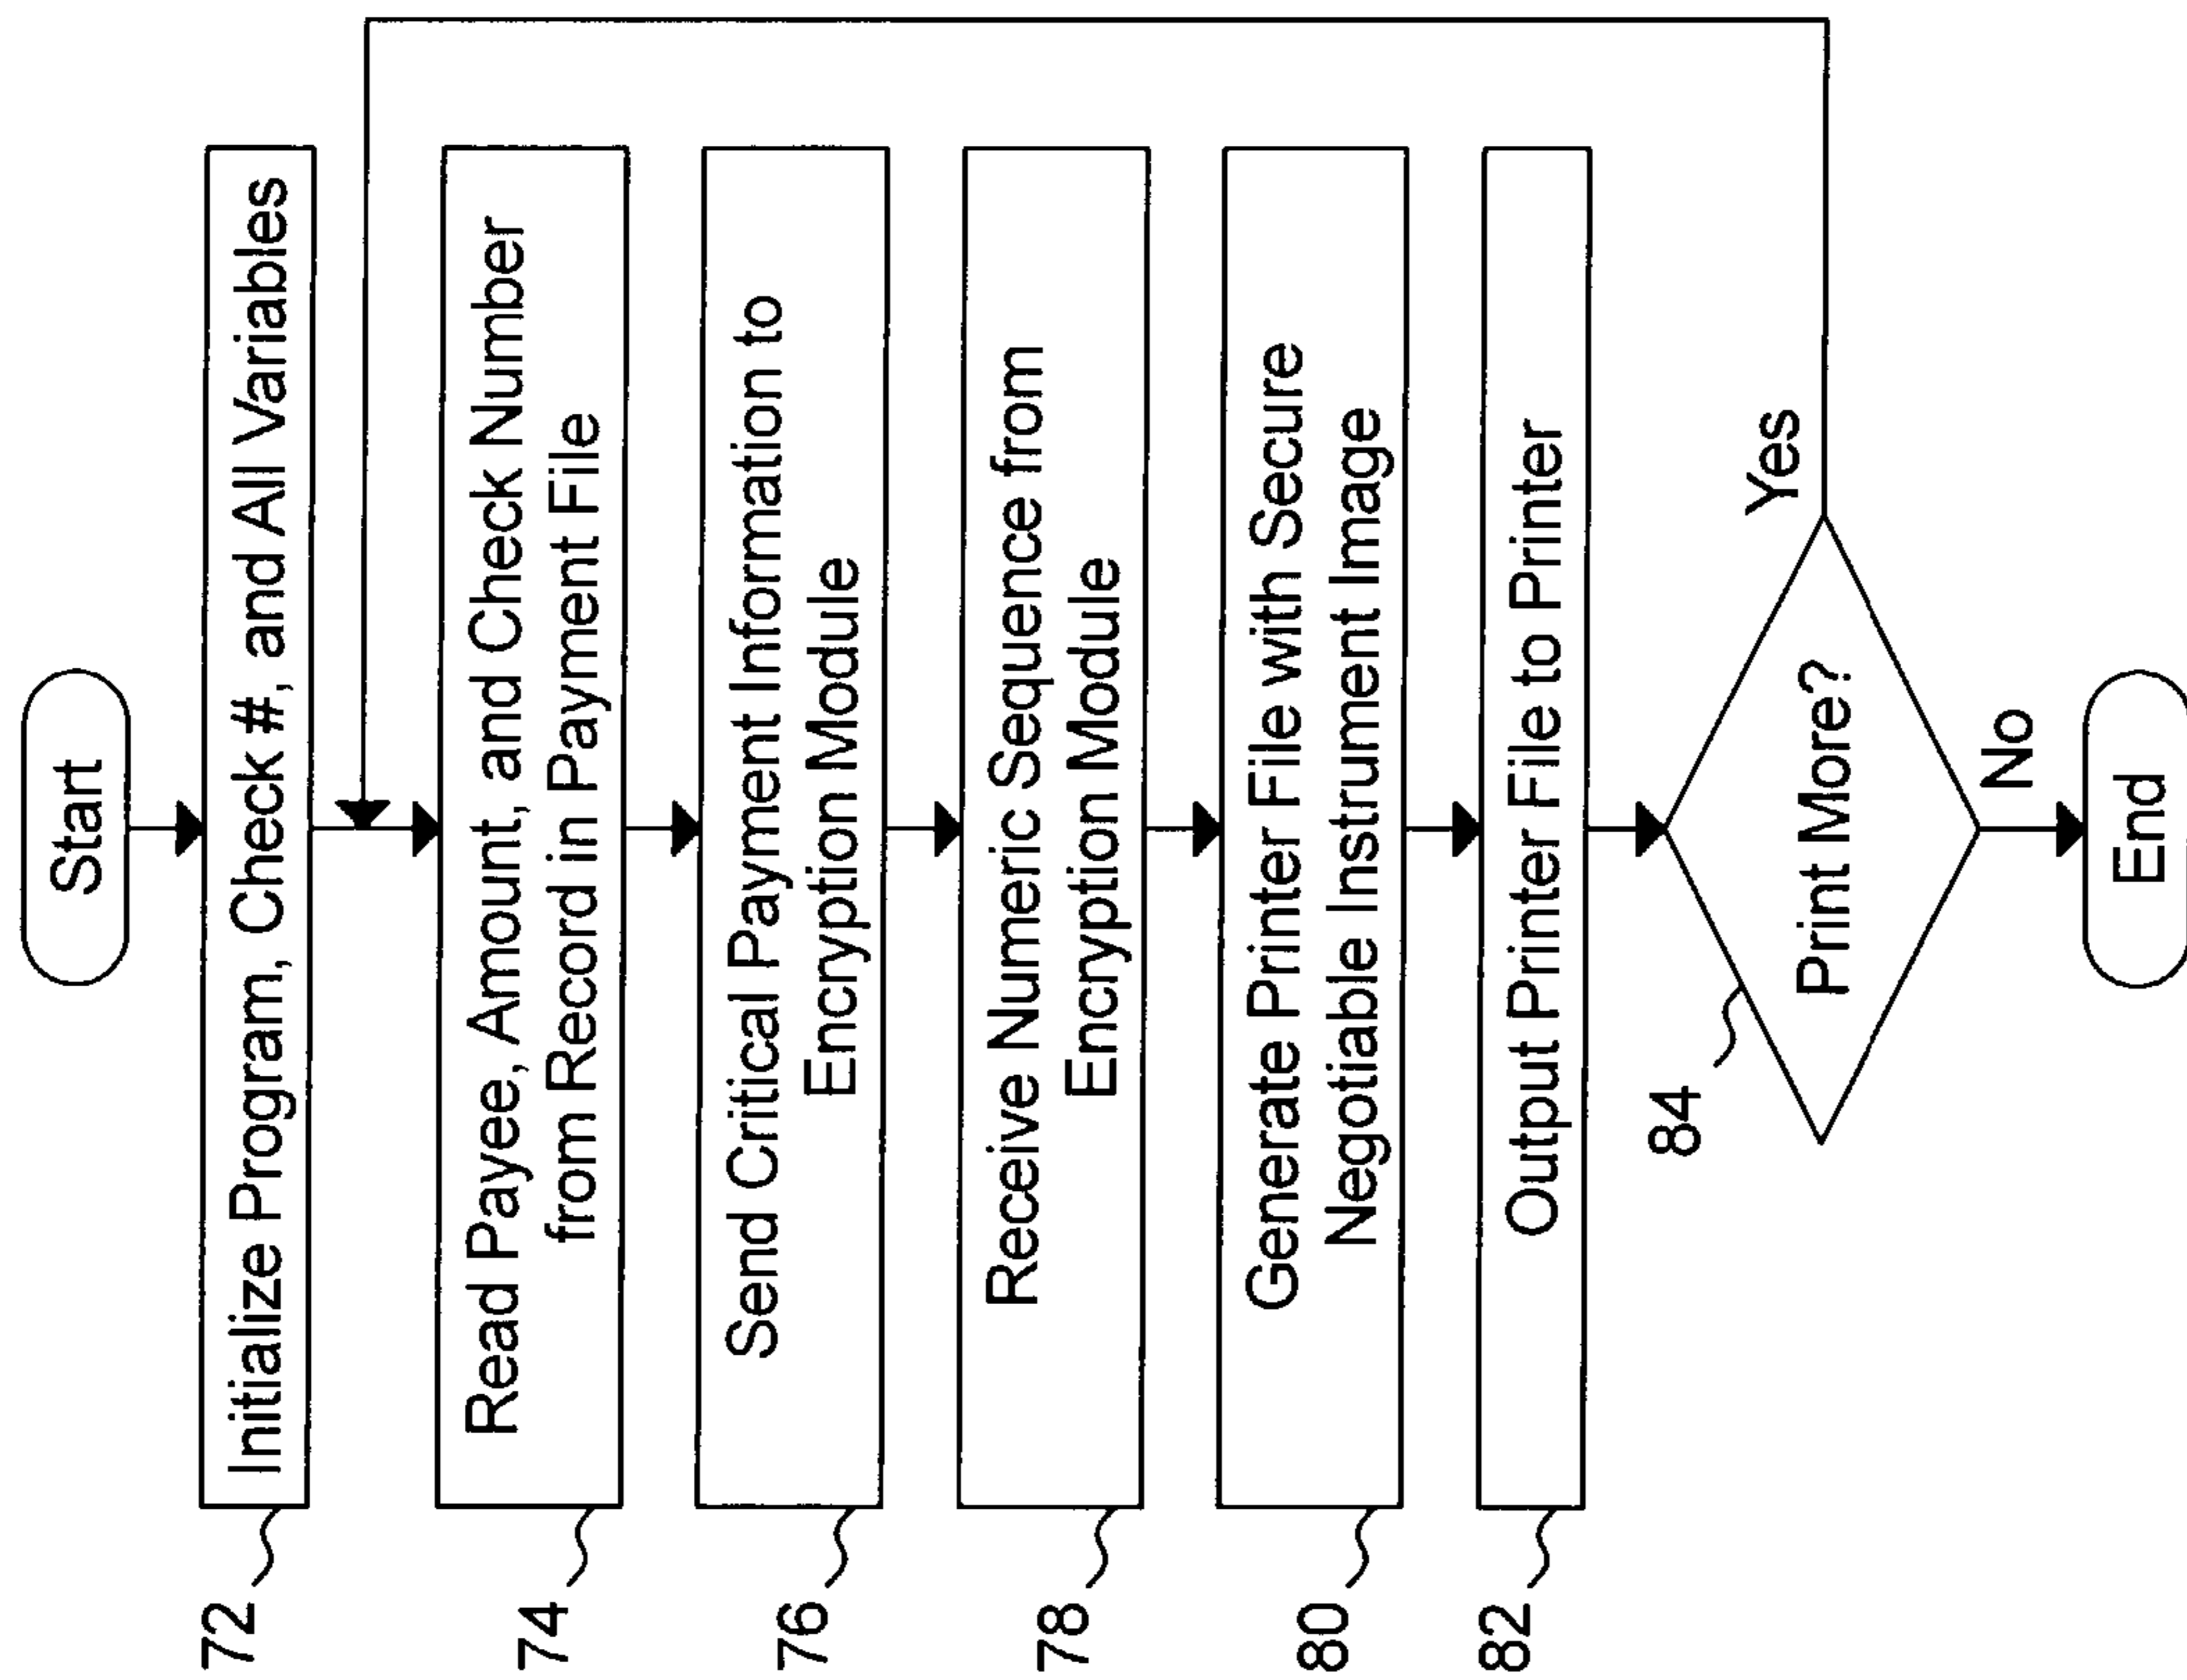 Start
72
Initialize Program, Check #, and All Variables
74
Read Payee, Amount, and Check Number
from Record in Payment File
76
Send Critical Payment Information to
Encryption Module
78
Receive Numeric Sequence from
Encryption Module
80
Generate Printer File with Secure
Negotiable Instrument Image
82
Output Printer File to Printer
84
Print More?
Yes
No
End